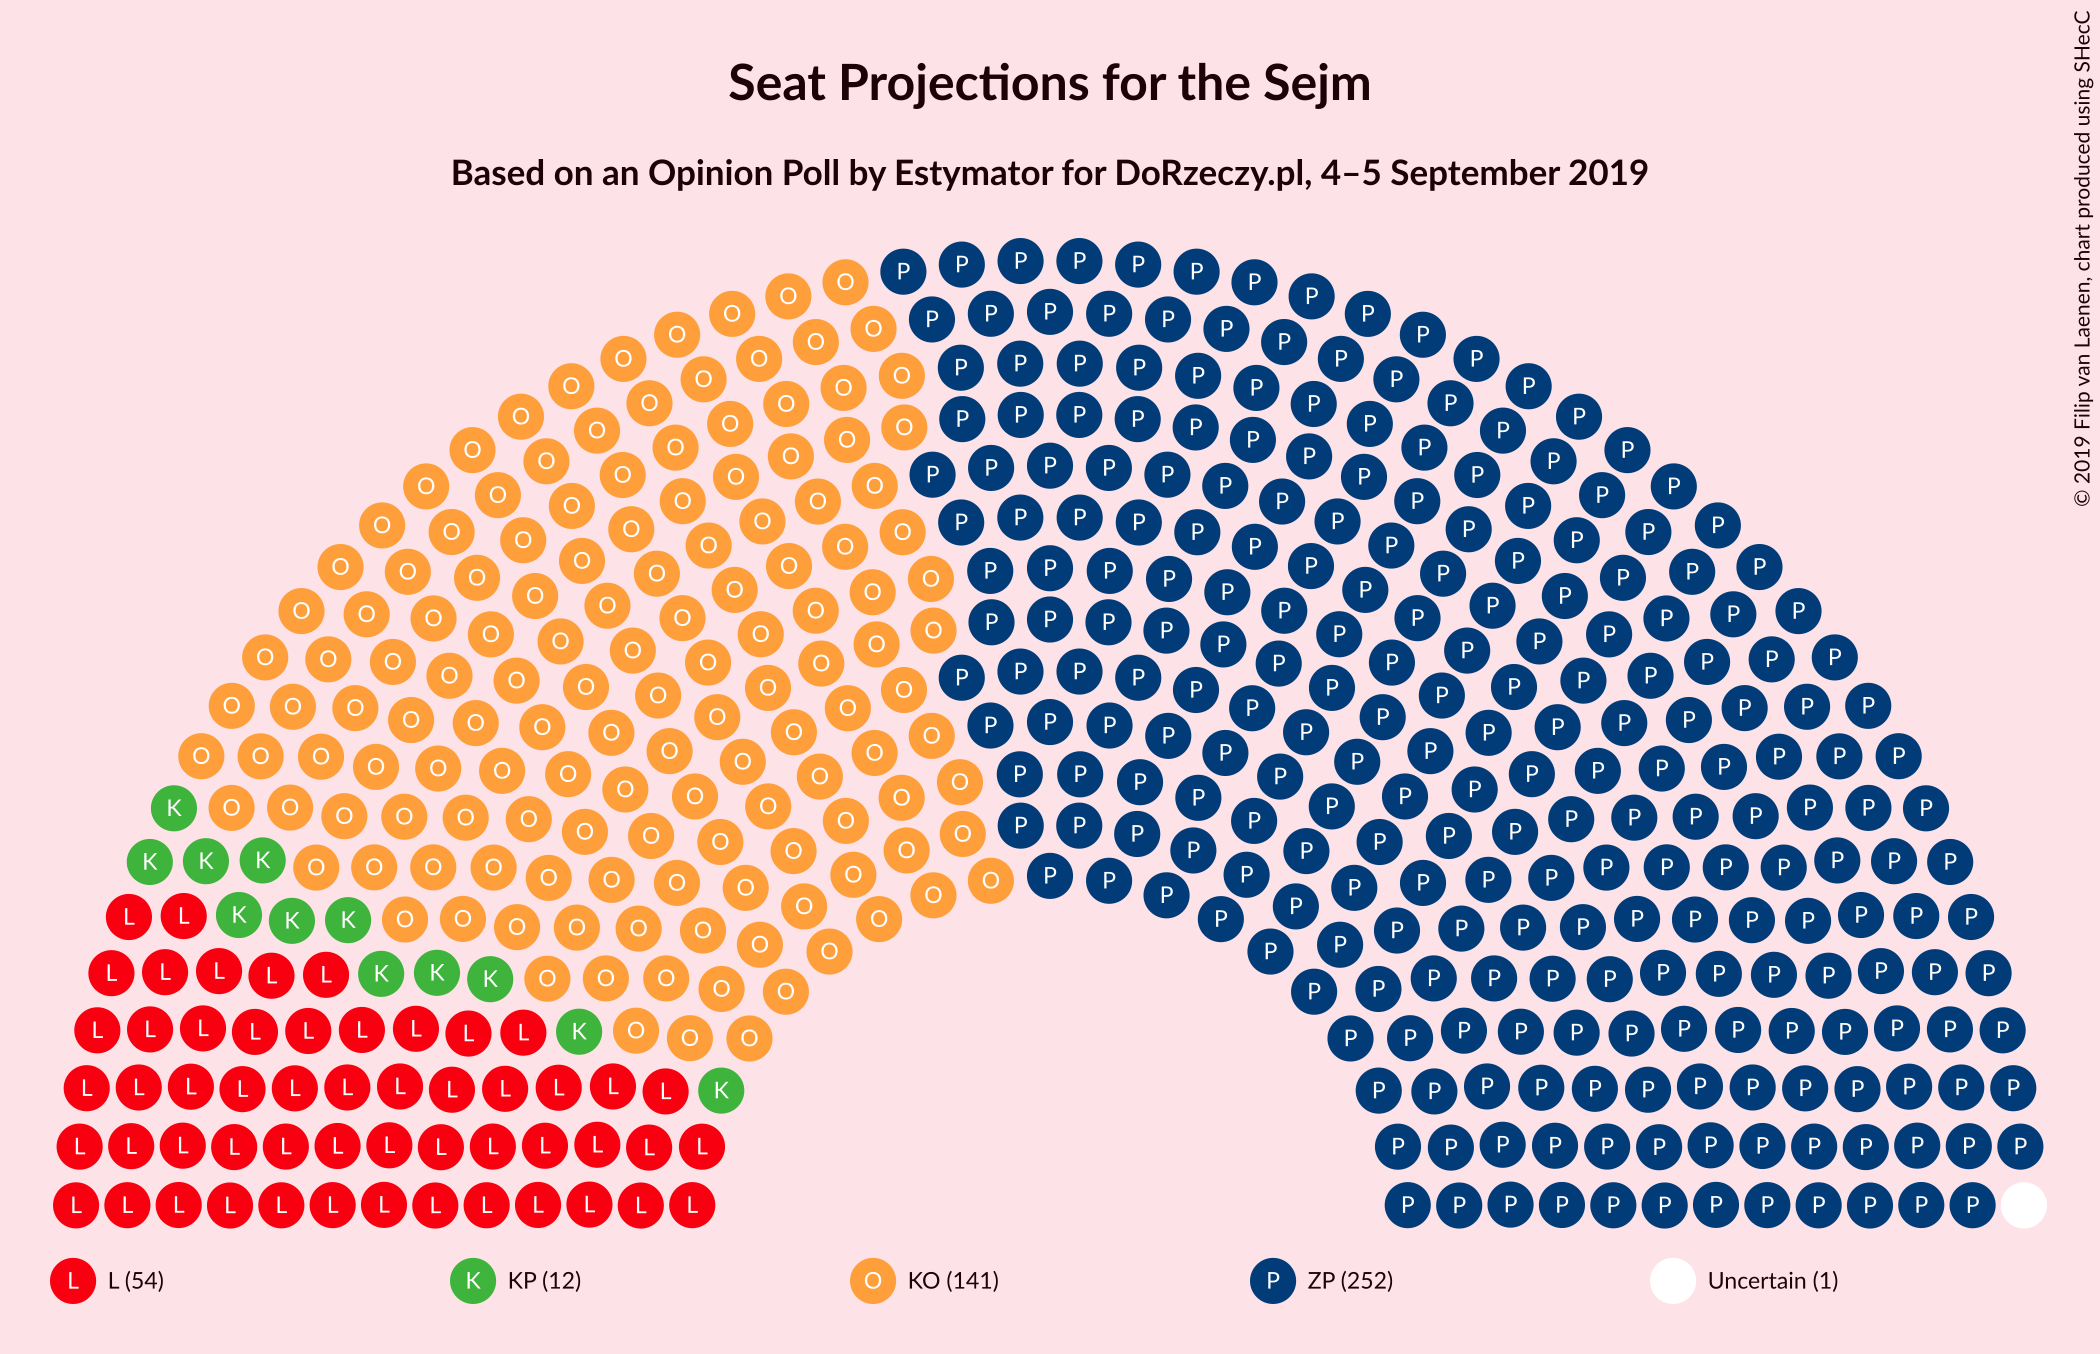 Seat Projections for the Sejm
Based on an Opinion Poll by Estymator for DoRzeczy.pl, 4–5 September 2019
© 2019 Filip van Laenen, chart produced using SHecC
L L (54)
K KP (12)
O KO (141)
P ZP (252)
Uncertain (1)